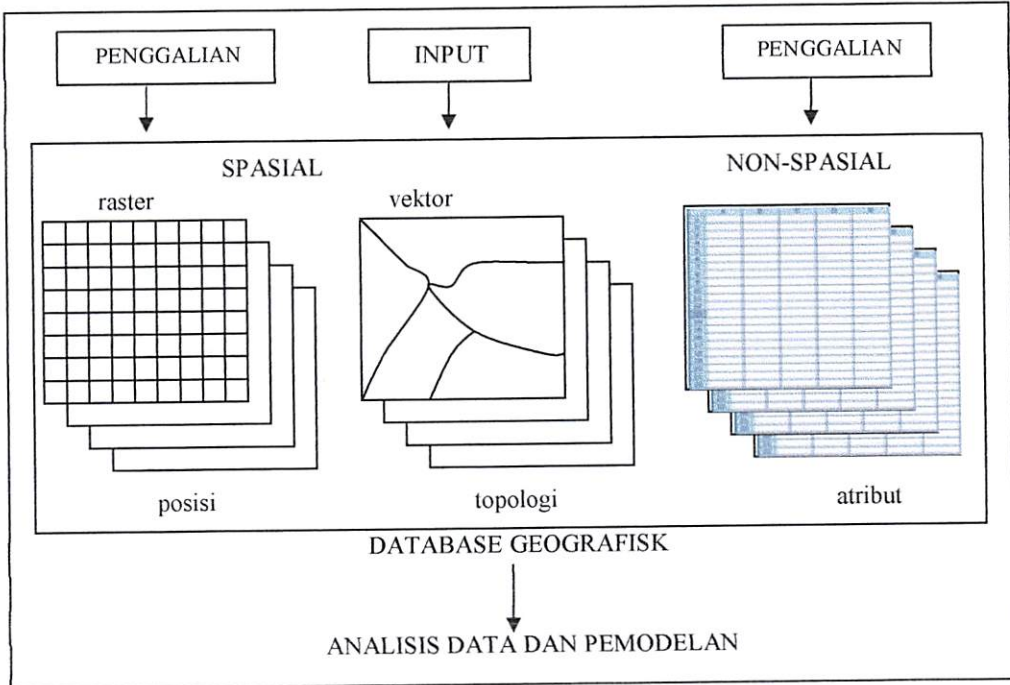 PENGGALIAN
INPUT
PENGGALIAN
SPASIAL
NON-SPASIAL
raster
vektor
posisi
topologi
atribut
DATABASE GEOGRAFISK
ANALISIS DATA DAN PEMODELAN